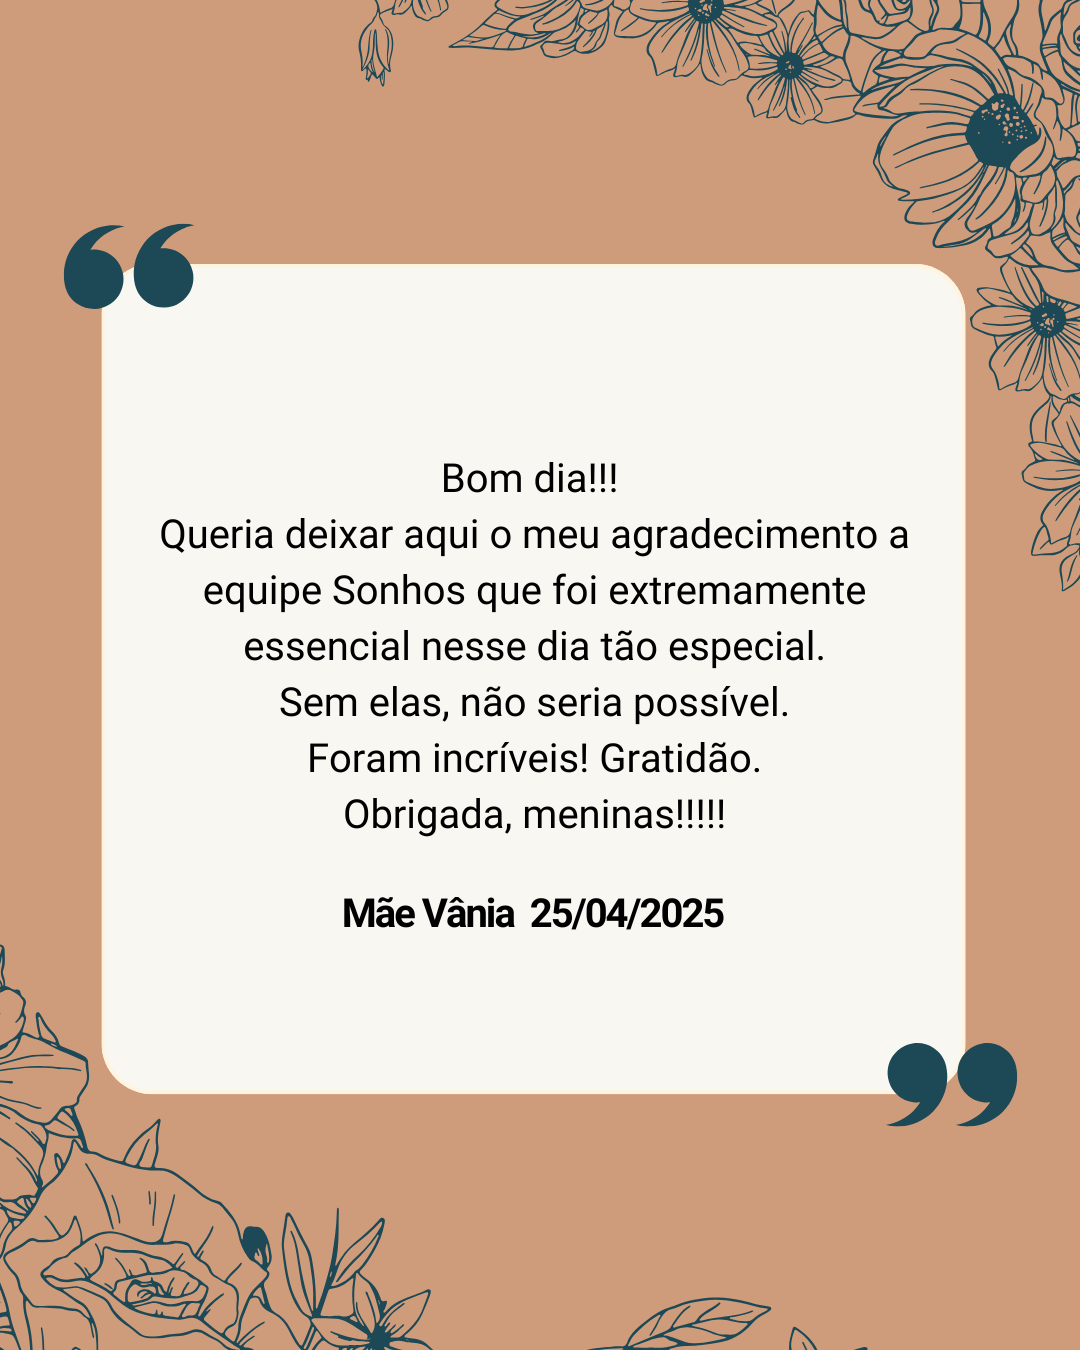 Bom dia!!!
Queria deixar aqui o meu agradecimento a
equipe Sonhos que foi extremamente
essencial nesse dia tão especial.
Sem elas, não seria possível.
Foram incríveis! Gratidão.
Obrigada, meninas!!!!!
Mãe Vânia 25/04/2025